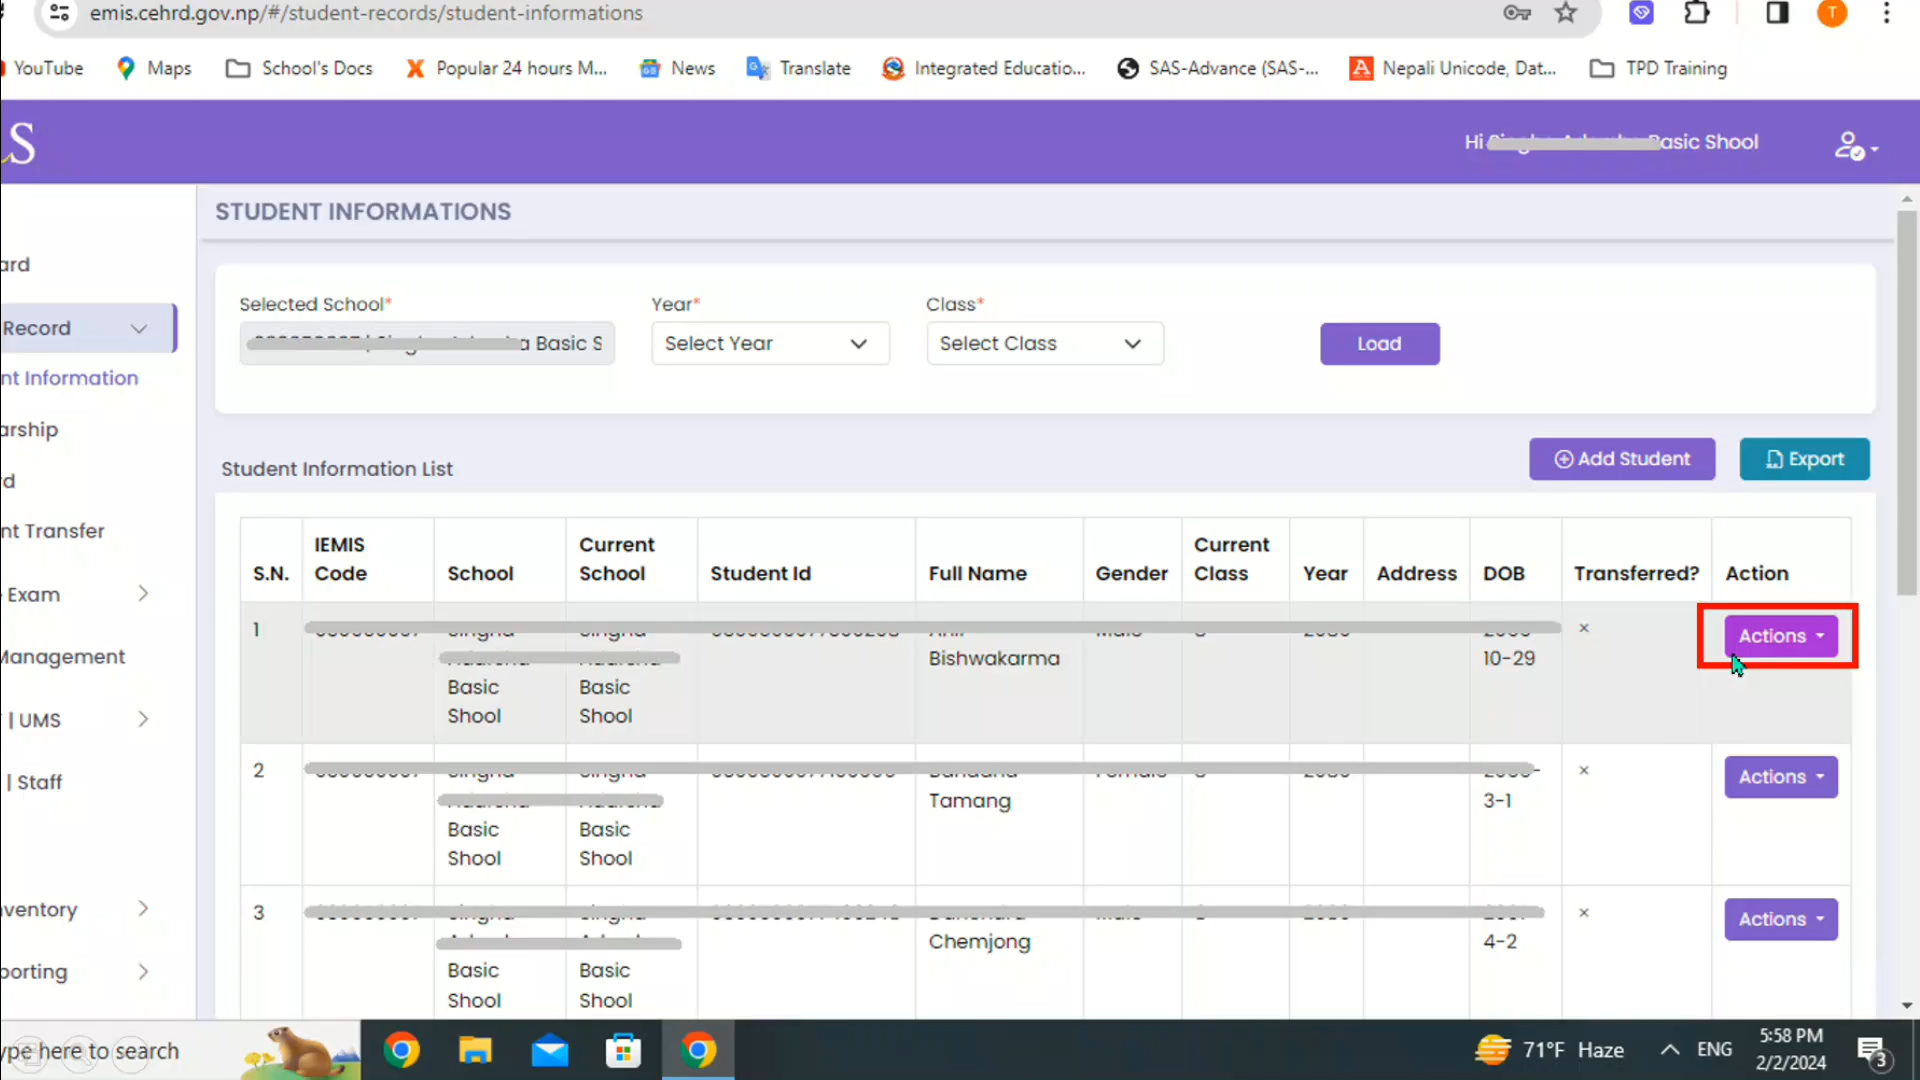 emis.cehrd.gov.np/#/student-records/student-informations
T
YouTube Maps School's Docs Popular 24 hours M... News Translate Integrated Educatio... SAS-Advance (SAS-... Nepali Unicode, Dat... TPD Training
S
Hi asic Shool
STUDENT INFORMATIONS
ard
Record
nt Information
arship
d
nt Transfer
Exam
Management
| UMS
| Staff
ventory
porting
Selected School* Year* Class*
a Basic S Select Year Select Class Load
Student Information List Add Student Export
S.N. IEMIS Code School Current School Student Id Full Name Gender Current Class Year Address DOB Transferred? Action
1 × Actions
Bishwakarma 10-29
Basic Basic
Shool Shool
2 × Actions
Tamang 3-1
Basic Basic
Shool Shool
3 × Actions
Chemjong 4-2
Basic Basic
Shool Shool
ype here to search
71°F Haze ENG 5:58 PM
2/2/2024 3